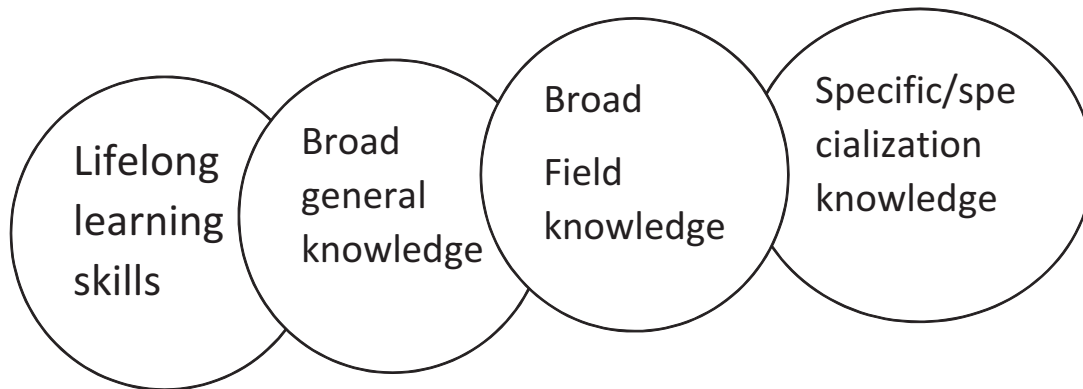 Lifelong
learning
skills
Broad
general
knowledge
Broad
Field
knowledge
Specific/spe
cialization
knowledge